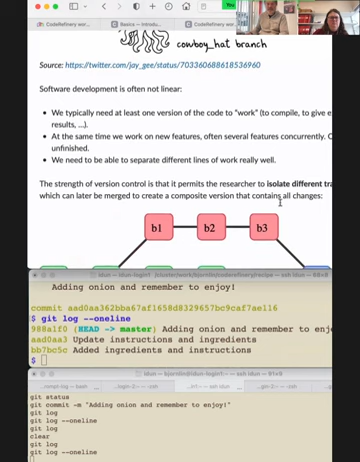 CodeRefinery wor...
Basics — Introdu...
CodeRefinery wor...
You
cowboy_hat branch
Source: https://twitter.com/jay_gee/status/703360688618536960
Software development is often not linear:
We typically need at least one version of the code to "work" (to compile, to give e
results, ...).
At the same time we work on new features, often several features concurrently. O
unfinished.
We need to be able to separate different lines of work really well.
The strength of version control is that it permits the researcher to isolate different tra
which can later be merged to create a composite version that contains all changes:
b1
b2
b3
Adding onion and remember to enjoy!
$ git log --oneline
988a1f0 (HEAD -> master) Adding onion and remember to enj
aad0aa3 Update instructions and ingredients
bb7bc5c Added ingredients and instructions
$
git status
git commit -m "Adding onion and remember to enjoy!"
git log
git log --oneline
git log
clear
git log
git log --oneline